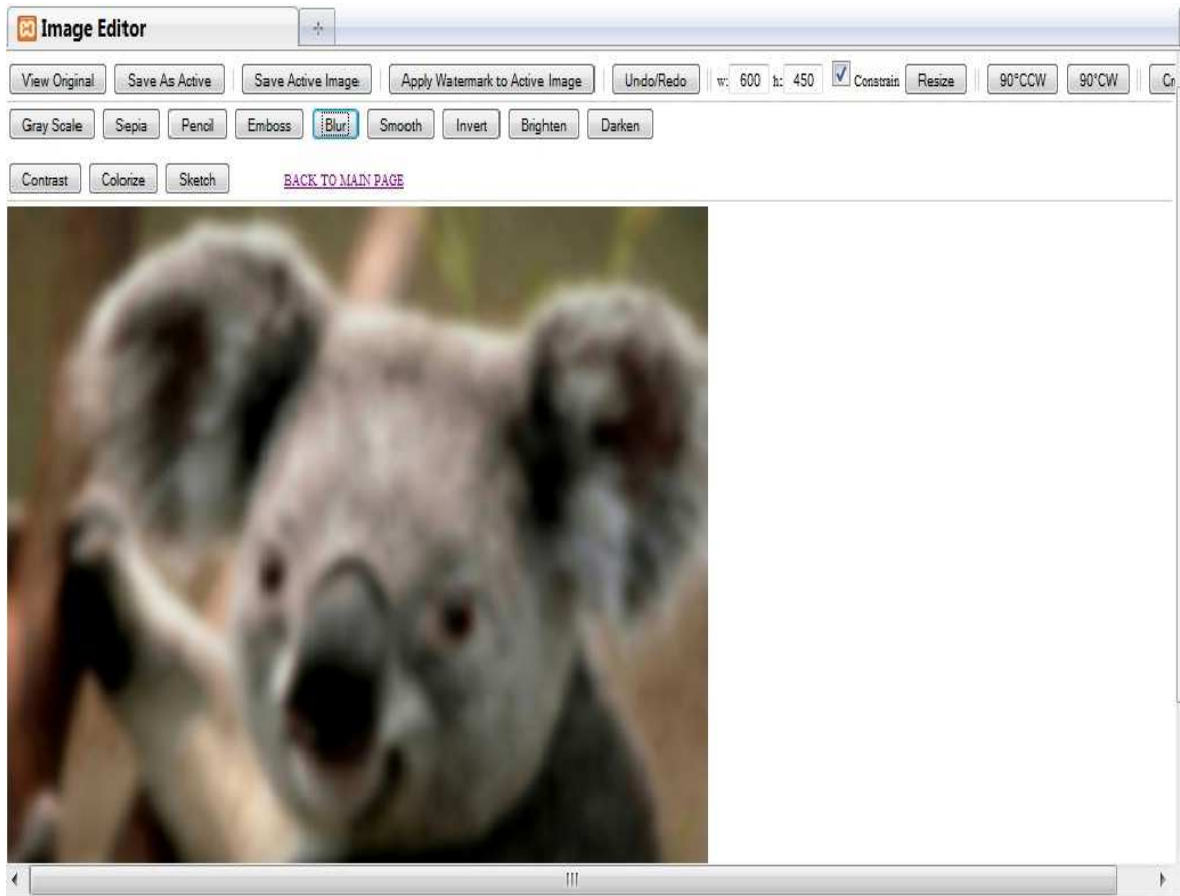 Image Editor
View Original Save As Active Save Active Image Apply Watermark to Active Image Undo/Redo w: 600 h: 450 Constrain Resize 90°CCW 90°CW Cr
Gray Scale Sepia Pencil Emboss Blur Smooth Invert Brighten Darken
Contrast Colorize Sketch BACK TO MAIN PAGE